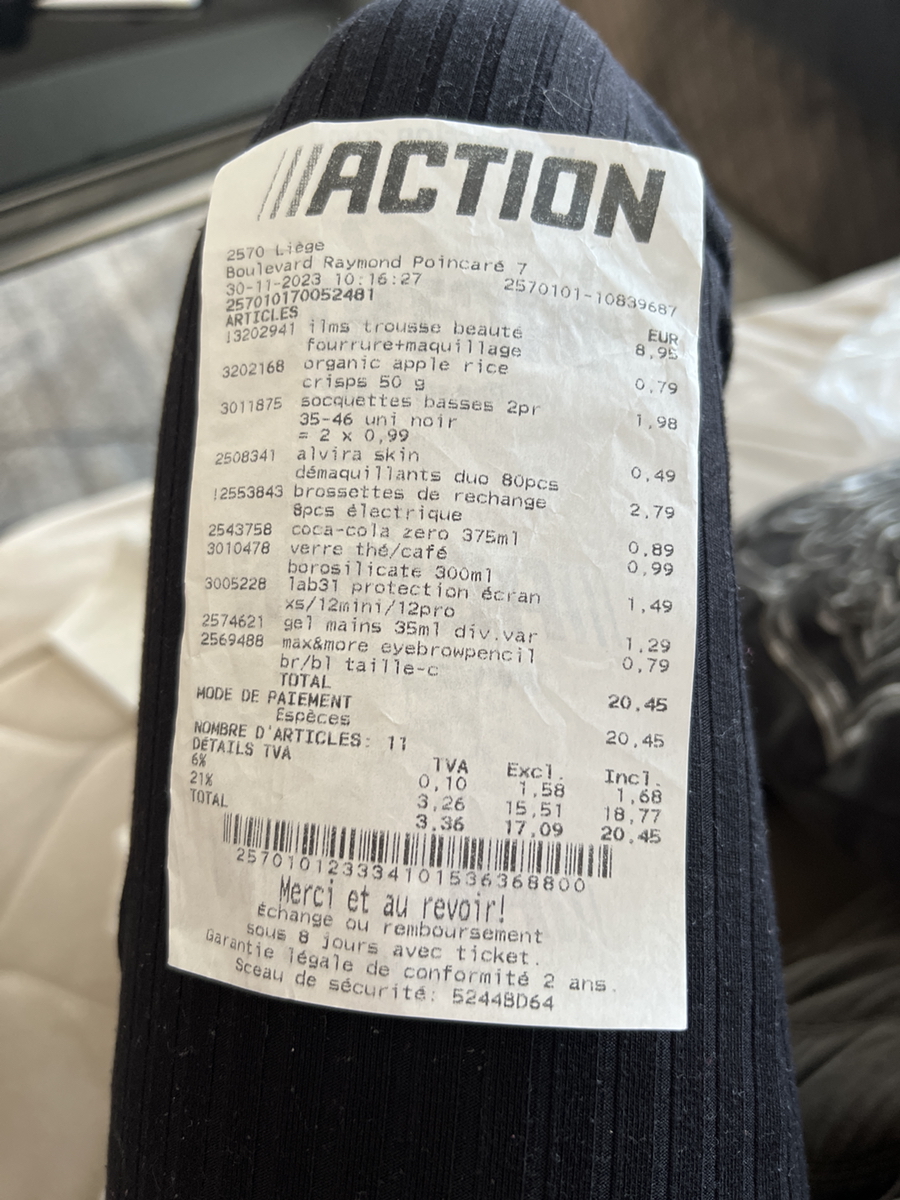 ACTION
2570 Liège
Boulevard Raymond Poincaré 7
30-11-2023 10:16:27 2570101-10839687
257010170052481
ARTICLES EUR
!3202941 ilms trousse beauté
fourrure+maquillage 8,95
3202168 organic apple rice
crisps 50 g 0,79
3011875 socquettes basses 2pr
35-46 uni noir 1,98
= 2 x 0,99
2508341 alvira skin
démaquillants duo 80pcs 0,49
!2553843 brossettes de rechange
8pcs électrique 2,79
2543758 coca-cola zero 375ml 0,89
3010478 verre thé/café
borosilicate 300ml 0,99
3005228 lab31 protection écran
xs/12mini/12pro 1,49
2574621 gel mains 35ml div.var 1,29
2569488 max&more eyebrowpencil
br/bl taille-c 0,79
TOTAL 20,45
MODE DE PAIEMENT
Espèces 20,45
NOMBRE D'ARTICLES: 11
DÉTAILS TVA TVA Excl. Incl.
6% 0,10 1,58 1,68
21% 3,26 15,51 18,77
TOTAL 3,36 17,09 20,45
257010123334101536368800
Merci et au revoir!
Échange ou remboursement
sous 8 jours avec ticket.
Garantie légale de conformité 2 ans.
Sceau de sécurité: 5244BD64